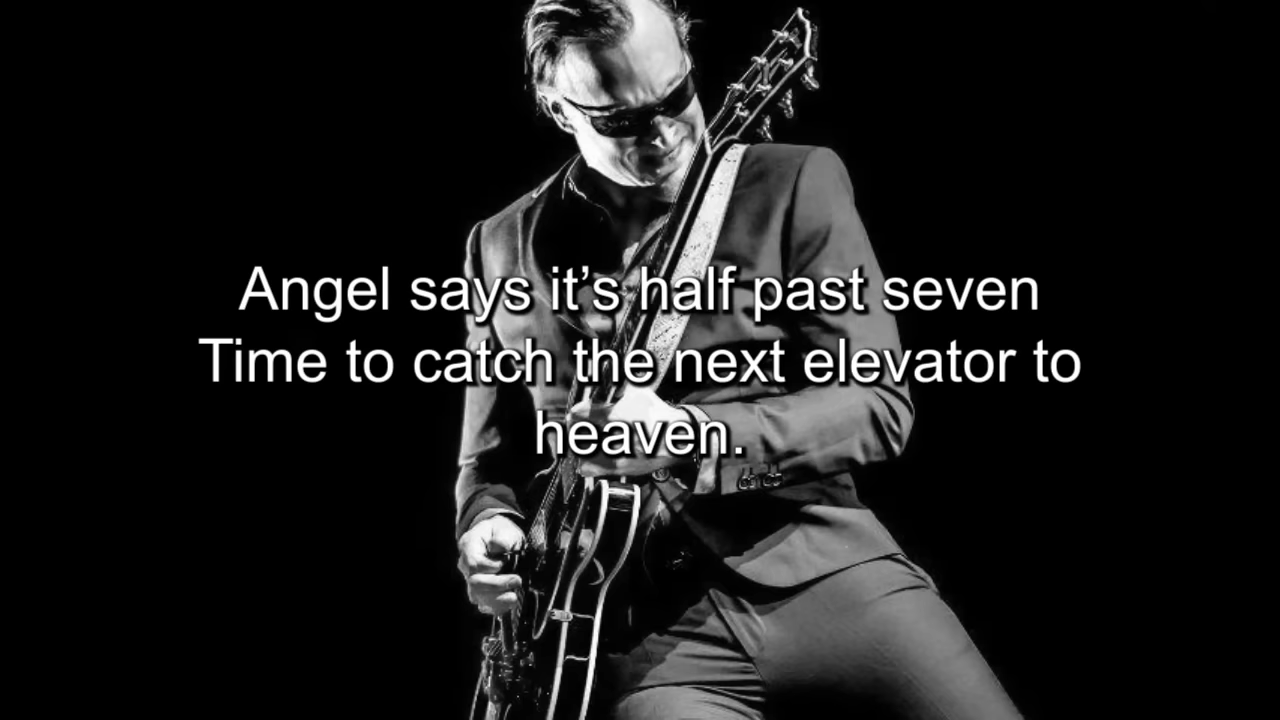 Angel says it’s half past seven
Time to catch the next elevator to
heaven.